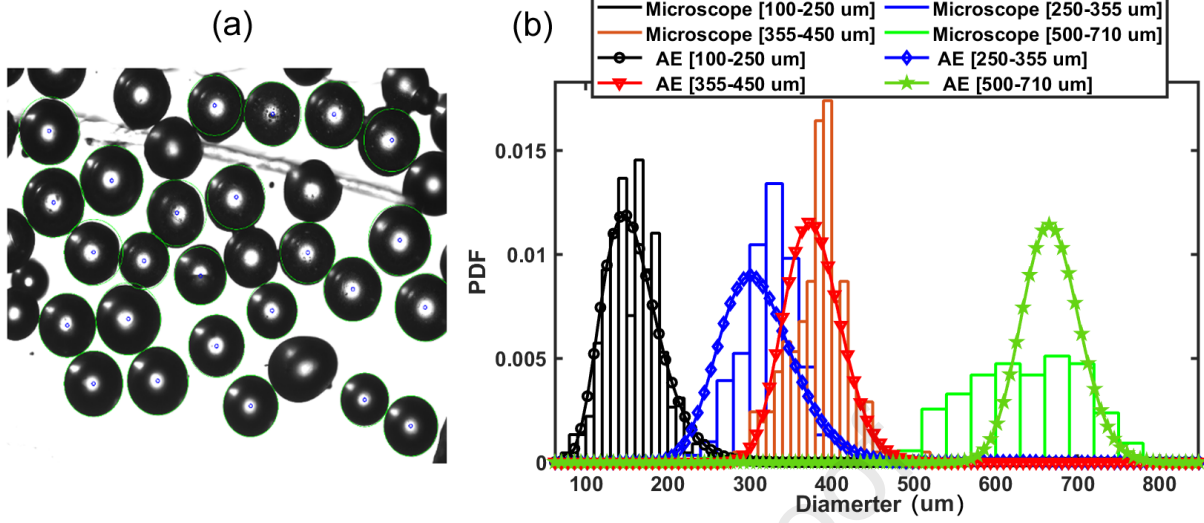 (a)
(b)
Microscope [100-250 um]
Microscope [250-355 um]
Microscope [355-450 um]
Microscope [500-710 um]
AE [100-250 um]
AE [250-355 um]
AE [355-450 um]
AE [500-710 um]
PDF
0.015
0.01
0.005
0
100 200 300 400 500 600 700 800
Diamerter (um)